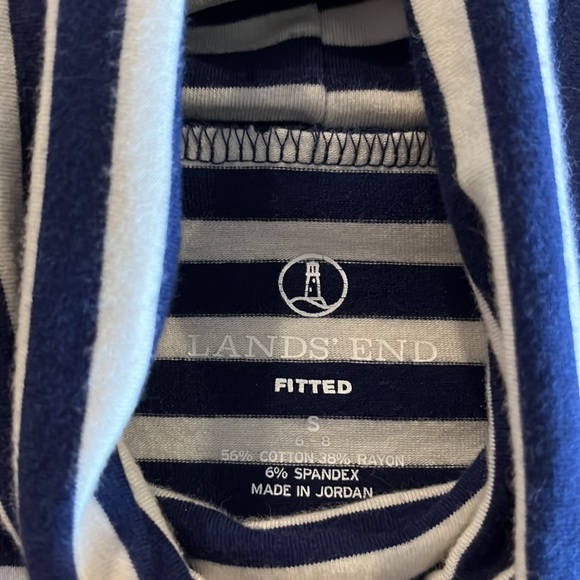 LANDS' END
FITTED
S
6-8
56% COTTON 38% RAYON
6% SPANDEX
MADE IN JORDAN